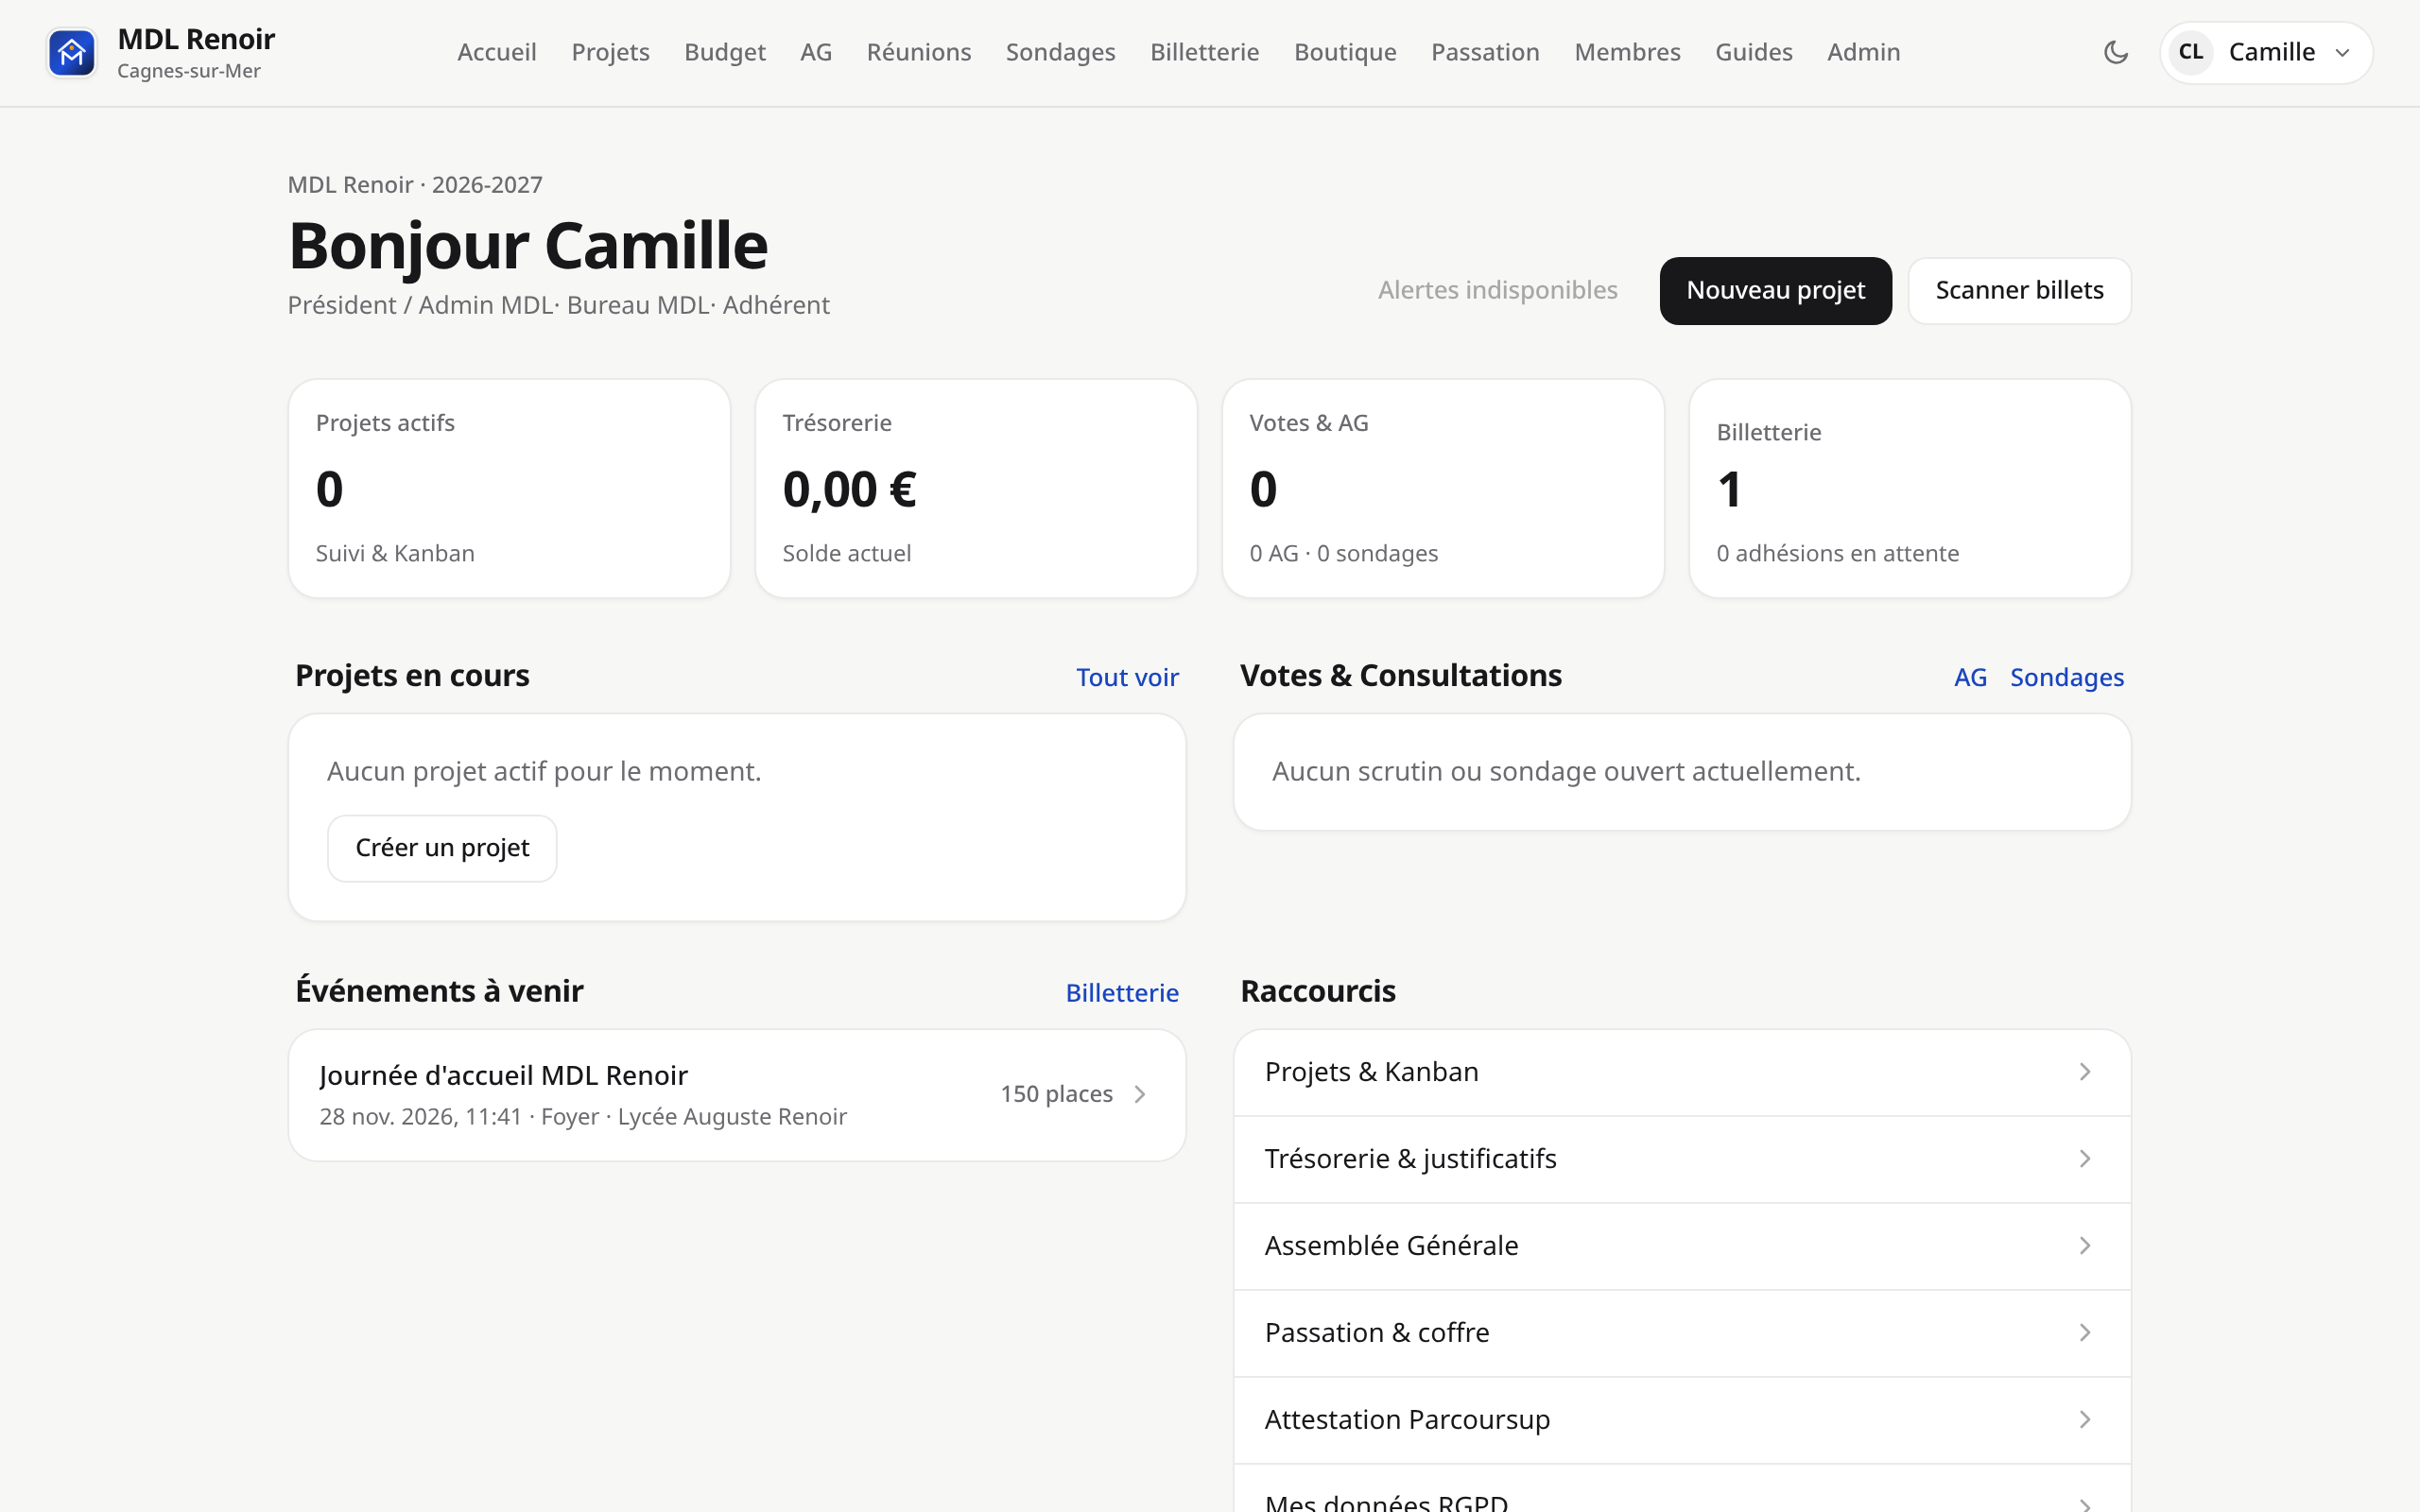 MDL Renoir
Cagnes-sur-Mer
Accueil Projets Budget AG Réunions Sondages Billetterie Boutique Passation Membres Guides Admin
CL Camille
MDL Renoir · 2026-2027
Bonjour Camille
Président / Admin MDL· Bureau MDL· Adhérent
Alertes indisponibles
Nouveau projet
Scanner billets
Projets actifs
0
Suivi & Kanban
Trésorerie
0,00 €
Solde actuel
Votes & AG
0
0 AG · 0 sondages
Billetterie
1
0 adhésions en attente
Projets en cours
Tout voir
Aucun projet actif pour le moment.
Créer un projet
Votes & Consultations
AG Sondages
Aucun scrutin ou sondage ouvert actuellement.
Événements à venir
Billetterie
Journée d'accueil MDL Renoir
28 nov. 2026, 11:41 · Foyer · Lycée Auguste Renoir
150 places
Raccourcis
Projets & Kanban
Trésorerie & justificatifs
Assemblée Générale
Passation & coffre
Attestation Parcoursup
Mes données RGPD